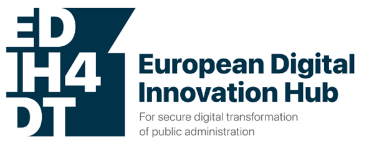 ED
IH4
DT
European Digital
Innovation Hub
For secure digital transformation
of public administration